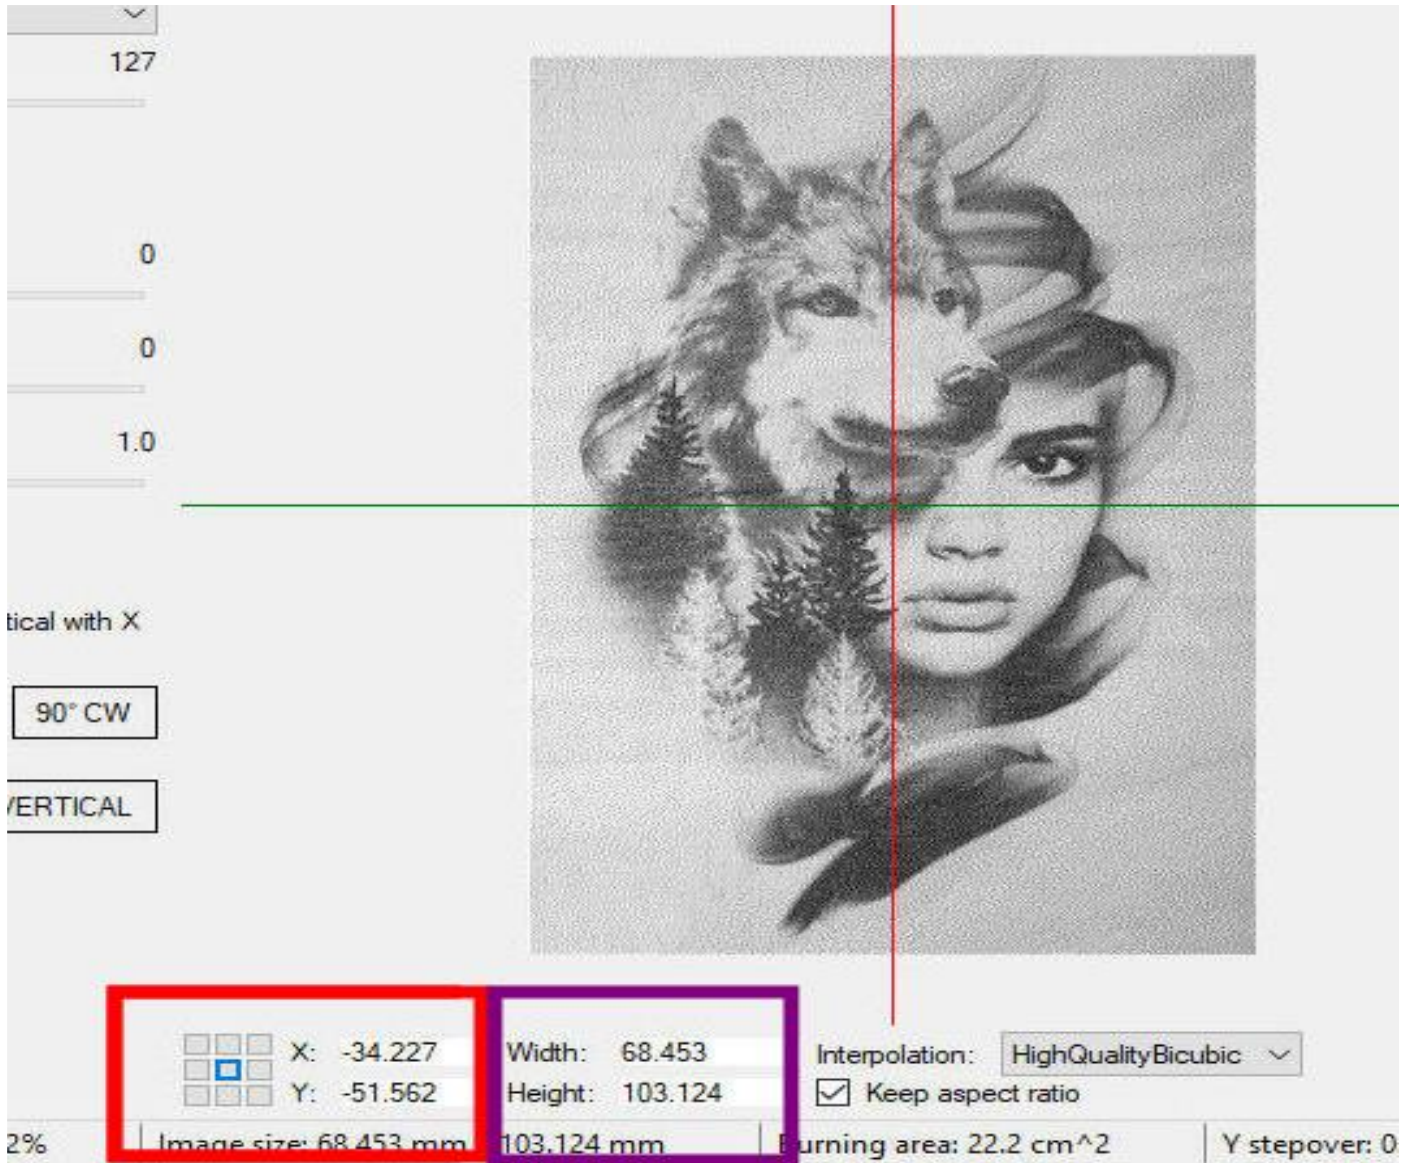 127
0
0
1.0
tical with X
90° CW
VERTICAL
X: -34.227 Width: 68.453 Interpolation: HighQualityBicubic
Y: -51.562 Height: 103.124 Keep aspect ratio
2% Image size: 68.453 mm 103.124 mm Burning area: 22.2 cm^2 Y stepover: 0